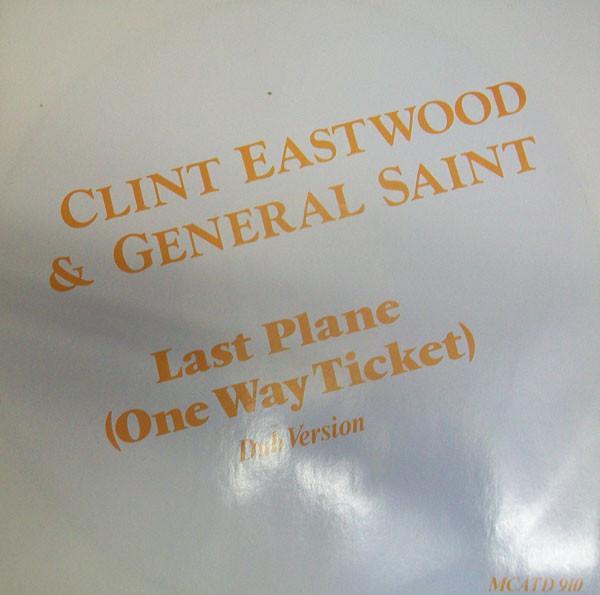 CLINT EASTWOOD
& GENERAL SAINT
Last Plane
(One Way Ticket)
Dub Version
MCATD 910